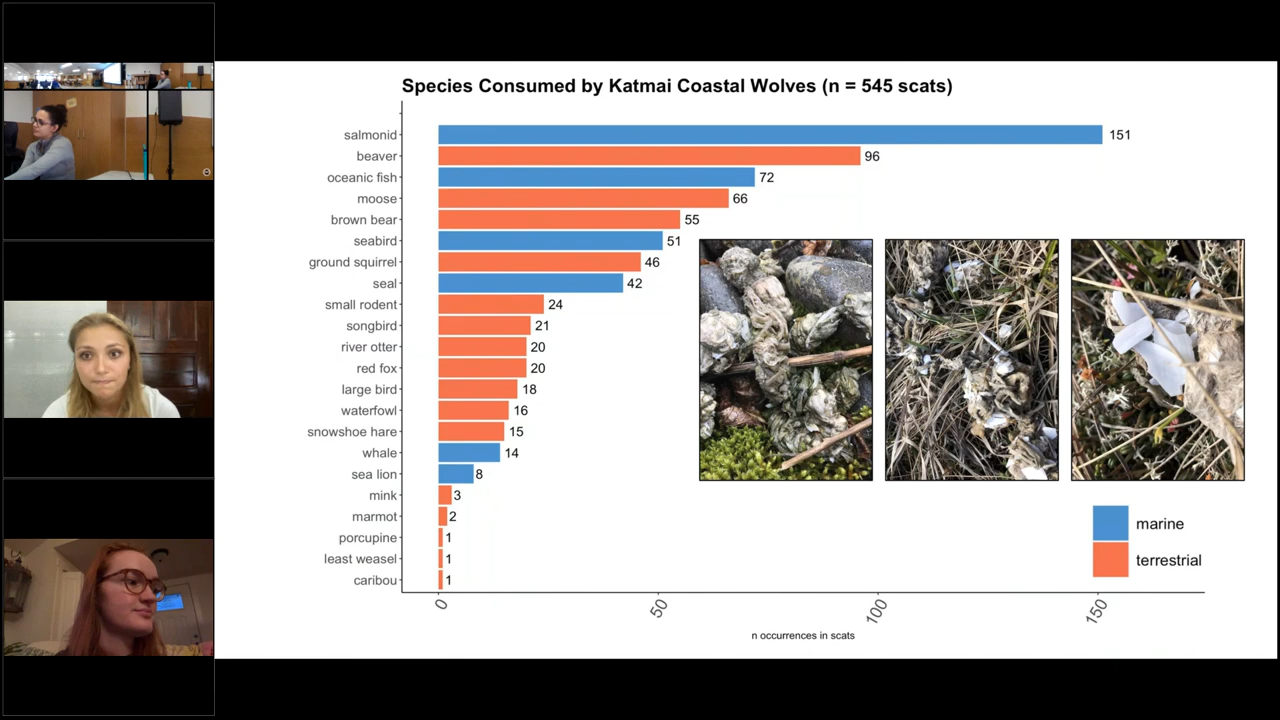 Species Consumed by Katmai Coastal Wolves (n = 545 scats)
salmonid 151
beaver 96
oceanic fish 72
moose 66
brown bear 55
seabird 51
ground squirrel 46
seal 42
small rodent 24
songbird 21
river otter 20
red fox 20
large bird 18
waterfowl 16
snowshoe hare 15
whale 14
sea lion 8
mink 3
marmot 2
porcupine 1
least weasel 1
caribou 1
marine
terrestrial
0 50 100 150
n occurrences in scats